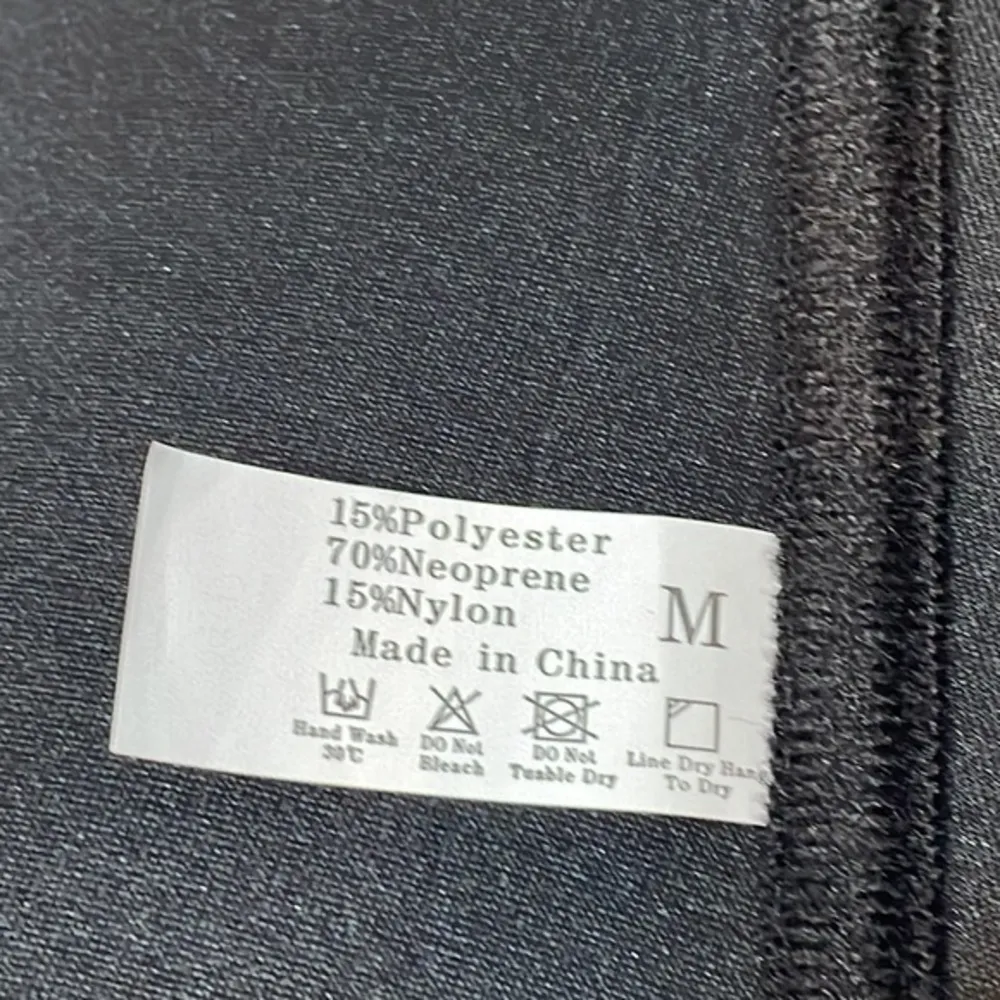 15%Polyester
70%Neoprene
15%Nylon
M
Made in China
Hand Wash
30℃
DO Not
Bleach
DO Not
Tuable Dry
Line Dry Hang
To Dry